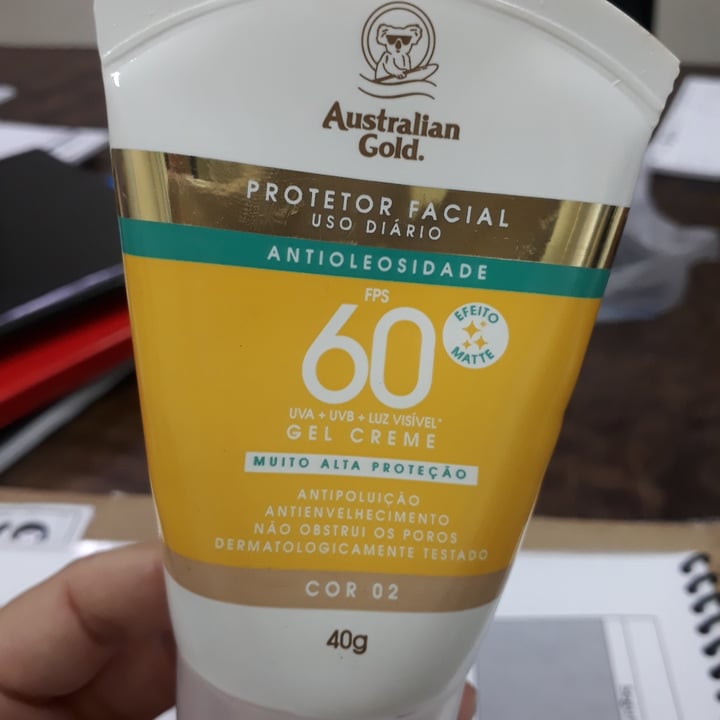 Australian
Gold.
PROTETOR FACIAL
USO DIÁRIO
ANTIOLEOSIDADE
FPS
60
EFEITO
MATTE
UVA + UVB + LUZ VISÍVEL*
GEL CREME
MUITO ALTA PROTEÇÃO
ANTIPOLUIÇÃO
ANTIENVELHECIMENTO
NÃO OBSTRUI OS POROS
DERMATOLOGICAMENTE TESTADO
COR 02
40g